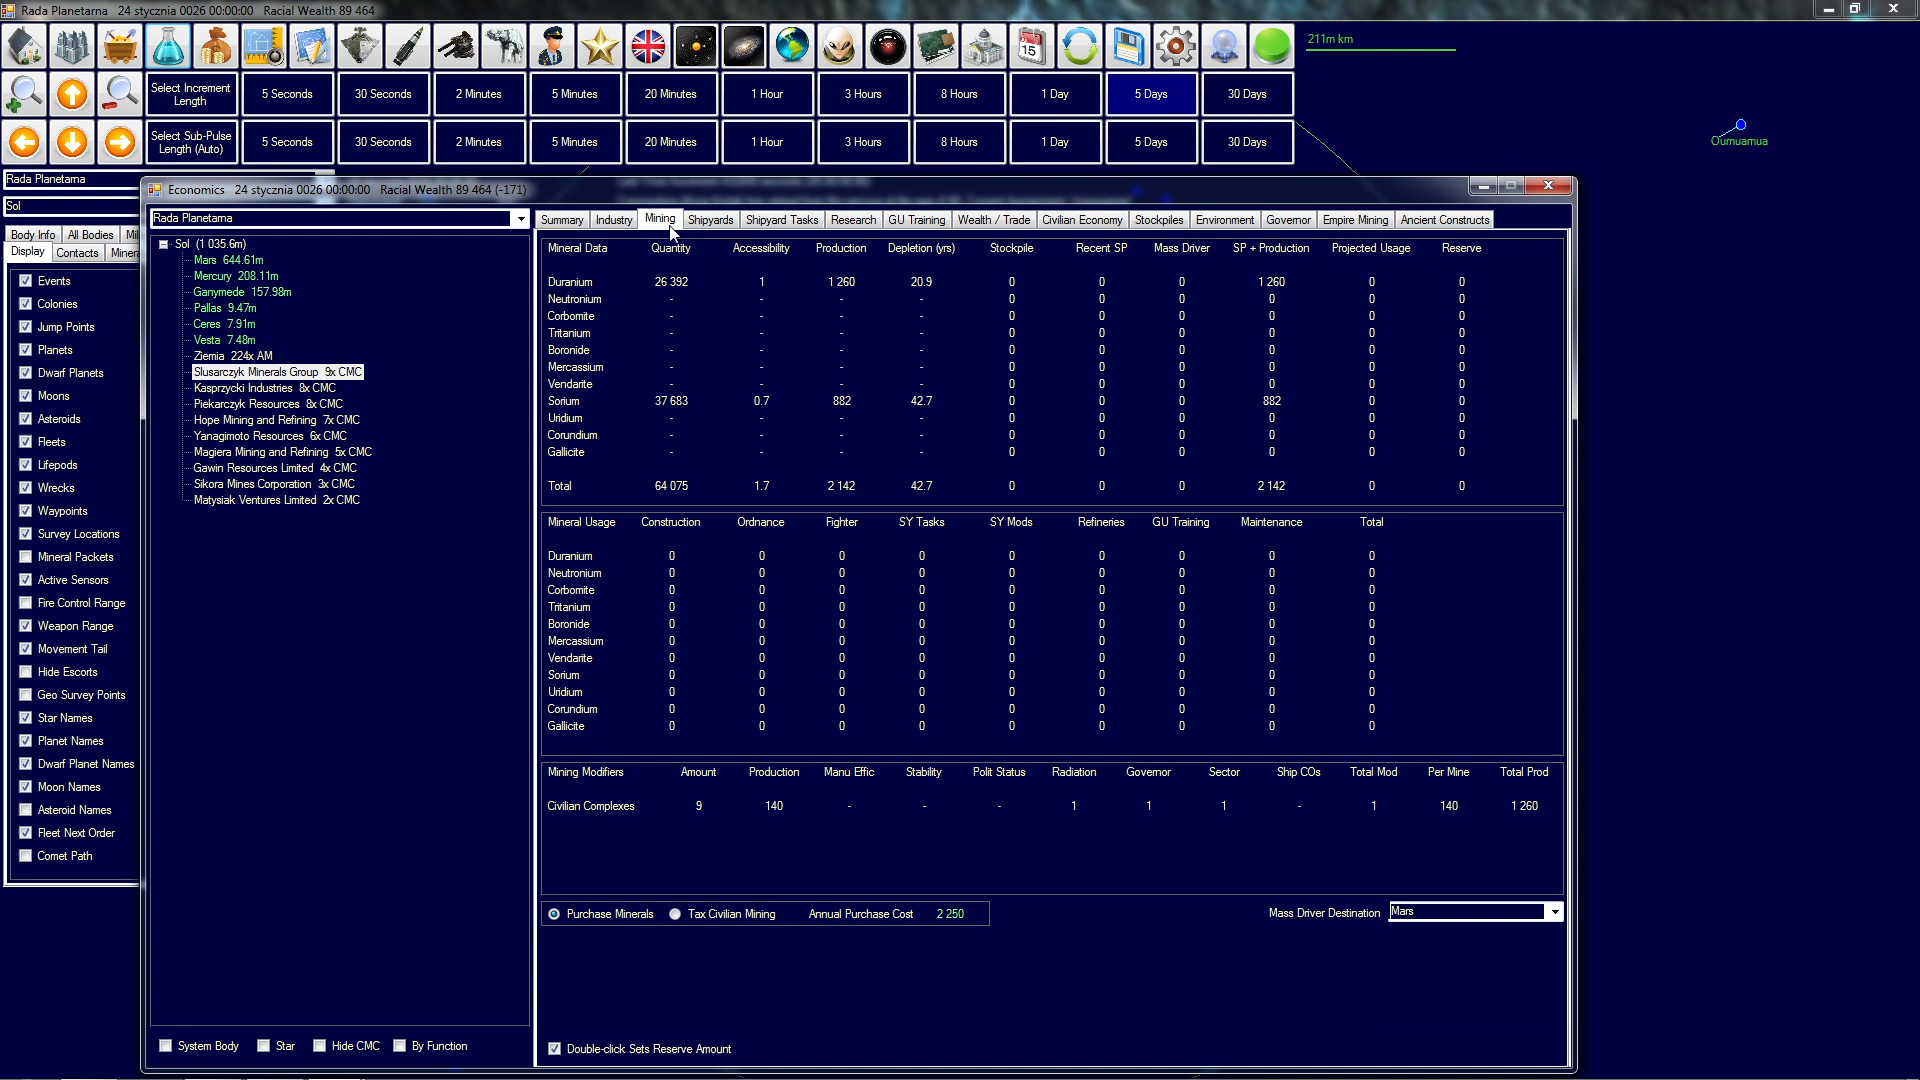 Rada Planetarna 24 stycznia 0026 00:00:00 Racial Wealth 89 464
211m km
Select Increment Length 5 Seconds 30 Seconds 2 Minutes 5 Minutes 20 Minutes 1 Hour 3 Hours 8 Hours 1 Day 5 Days 30 Days
Oumuamua
Select Sub-Pulse Length (Auto) 5 Seconds 30 Seconds 2 Minutes 5 Minutes 20 Minutes 1 Hour 3 Hours 8 Hours 1 Day 5 Days 30 Days
Rada Planetarna
Sol
Body Info All Bodies Mil
Display Contacts Minera
Events
Colonies
Jump Points
Planets
Dwarf Planets
Moons
Asteroids
Fleets
Lifepods
Wrecks
Waypoints
Survey Locations
Mineral Packets
Active Sensors
Fire Control Range
Weapon Range
Movement Tail
Hide Escorts
Geo Survey Points
Star Names
Planet Names
Dwarf Planet Names
Moon Names
Asteroid Names
Fleet Next Order
Comet Path
Economics 24 stycznia 0026 00:00:00 Racial Wealth 89 464 (-171)
Rada Planetarna
Sol (1 035.6m)
Mars 644.61m
Mercury 208.11m
Ganymede 157.98m
Pallas 9.47m
Ceres 7.91m
Vesta 7.48m
Ziemia 224x AM
Slusarczyk Minerals Group 9x CMC
Kasprzycki Industries 8x CMC
Piekarczyk Resources 8x CMC
Hope Mining and Refining 7x CMC
Yanagimoto Resources 6x CMC
Magiera Mining and Refining 5x CMC
Gawin Resources Limited 4x CMC
Sikora Mines Corporation 3x CMC
Matysiak Ventures Limited 2x CMC
System Body Star Hide CMC By Function
Summary Industry Mining Shipyards Shipyard Tasks Research GU Training Wealth / Trade Civilian Economy Stockpiles Environment Governor Empire Mining Ancient Constructs
Mineral Data Quantity Accessibility Production Depletion (yrs) Stockpile Recent SP Mass Driver SP + Production Projected Usage Reserve
Duranium 26 392 1 1 260 20.9 0 0 0 1 260 0 0
Neutronium - - - - 0 0 0 0 0 0
Corbomite - - - - 0 0 0 0 0 0
Tritanium - - - - 0 0 0 0 0 0
Boronide - - - - 0 0 0 0 0 0
Mercassium - - - - 0 0 0 0 0 0
Vendarite - - - - 0 0 0 0 0 0
Sorium 37 683 0.7 882 42.7 0 0 0 882 0 0
Uridium - - - - 0 0 0 0 0 0
Corundium - - - - 0 0 0 0 0 0
Gallicite - - - - 0 0 0 0 0 0
Total 64 075 1.7 2 142 42.7 0 0 0 2 142 0 0
Mineral Usage Construction Ordnance Fighter SY Tasks SY Mods Refineries GU Training Maintenance Total
Duranium 0 0 0 0 0 0 0 0 0
Neutronium 0 0 0 0 0 0 0 0 0
Corbomite 0 0 0 0 0 0 0 0 0
Tritanium 0 0 0 0 0 0 0 0 0
Boronide 0 0 0 0 0 0 0 0 0
Mercassium 0 0 0 0 0 0 0 0 0
Vendarite 0 0 0 0 0 0 0 0 0
Sorium 0 0 0 0 0 0 0 0 0
Uridium 0 0 0 0 0 0 0 0 0
Corundium 0 0 0 0 0 0 0 0 0
Gallicite 0 0 0 0 0 0 0 0 0
Mining Modifiers Amount Production Manu Effic Stability Polit Status Radiation Governor Sector Ship COs Total Mod Per Mine Total Prod
Civilian Complexes 9 140 - - - 1 1 1 - 1 140 1 260
Purchase Minerals Tax Civilian Mining Annual Purchase Cost 2 250 Mass Driver Destination Mars
Double-click Sets Reserve Amount